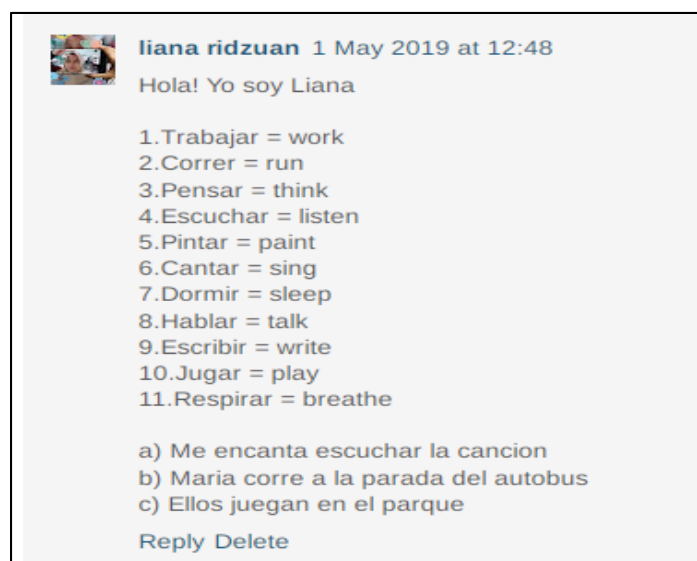 liana ridzuan 1 May 2019 at 12:48
Hola! Yo soy Liana
1.Trabajar = work
2.Correr = run
3.Pensar = think
4.Escuchar = listen
5.Pintar = paint
6.Cantar = sing
7.Dormir = sleep
8.Hablar = talk
9.Escribir = write
10.Jugar = play
11.Respirar = breathe
a) Me encanta escuchar la cancion
b) Maria corre a la parada del autobus
c) Ellos juegan en el parque
Reply Delete